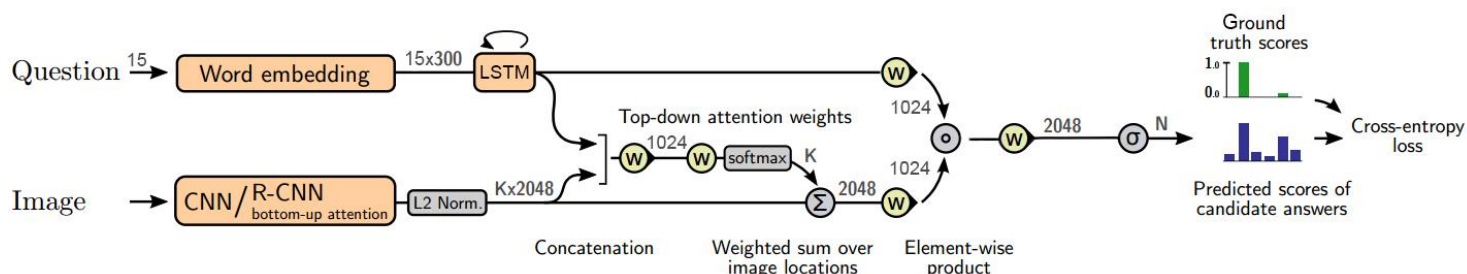 Question
15
Word embedding
15x300
LSTM
W
1024
Ground
truth scores
1.0
0.0
Top-down attention weights
1024
W
W
softmax
K
W
2048
σ
N
Cross-entropy
loss
Image
CNN/R-CNN
bottom-up attention
L2 Norm.
Kx2048
Σ
2048
W
1024
Predicted scores of
candidate answers
Concatenation
Weighted sum over
image locations
Element-wise
product